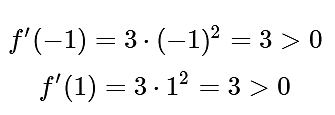 f′(−1) = 3 · (−1)² = 3 > 0
f′(1) = 3 · 1² = 3 > 0